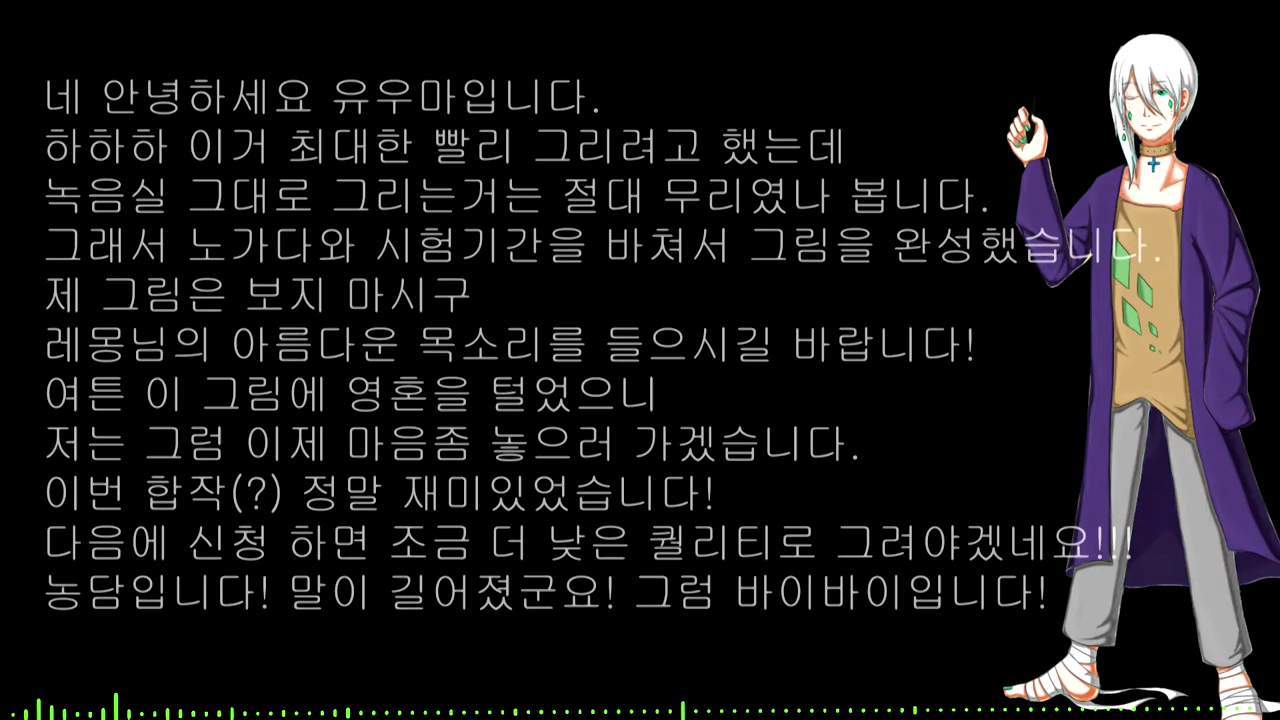 네 안녕하세요 유우마입니다.
하하하 이거 최대한 빨리 그리려고 했는데
녹음실 그대로 그리는거는 절대 무리였나 봅니다.
그래서 노가다와 시험기간을 바쳐서 그림을 완성했습니다.
제 그림은 보지 마시구
레몽님의 아름다운 목소리를 들으시길 바랍니다!
여튼 이 그림에 영혼을 털었으니
저는 그럼 이제 마음좀 놓으러 가겠습니다.
이번 합작(?) 정말 재미있었습니다!
다음에 신청 하면 조금 더 낮은 퀄리티로 그려야겠네요!!!
농담입니다! 말이 길어졌군요! 그럼 바이바이입니다!